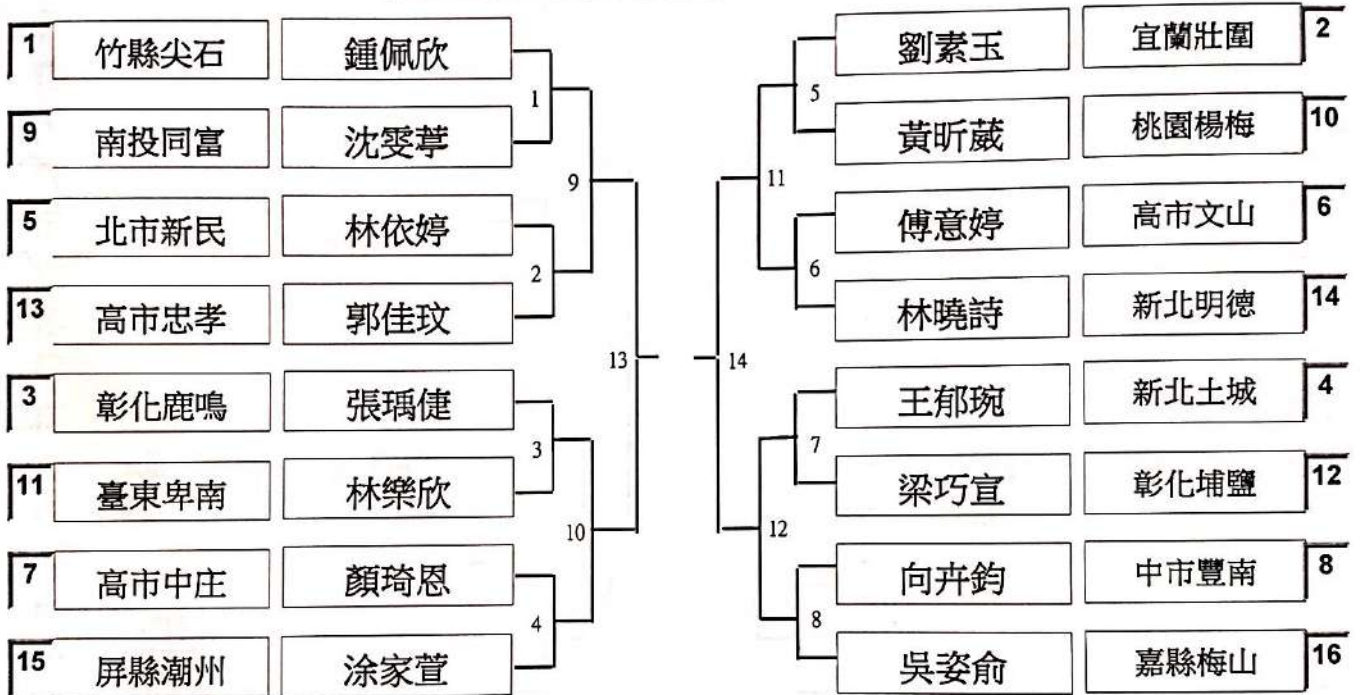 1 竹縣尖石 鍾佩欣
9 南投同富 沈雯葶
5 北市新民 林依婷
13 高市忠孝 郭佳玟
3 彰化鹿鳴 張瑀倢
11 臺東卑南 林樂欣
7 高市中庄 顏琦恩
15 屏縣潮州 涂家萱
1
2
3
4
9
10
13
14
11
12
5
6
7
8
劉素玉 宜蘭壯圍 2
黃昕葳 桃園楊梅 10
傅意婷 高市文山 6
林曉詩 新北明德 14
王郁琬 新北土城 4
梁巧宣 彰化埔鹽 12
向卉鈞 中市豐南 8
吳姿俞 嘉縣梅山 16